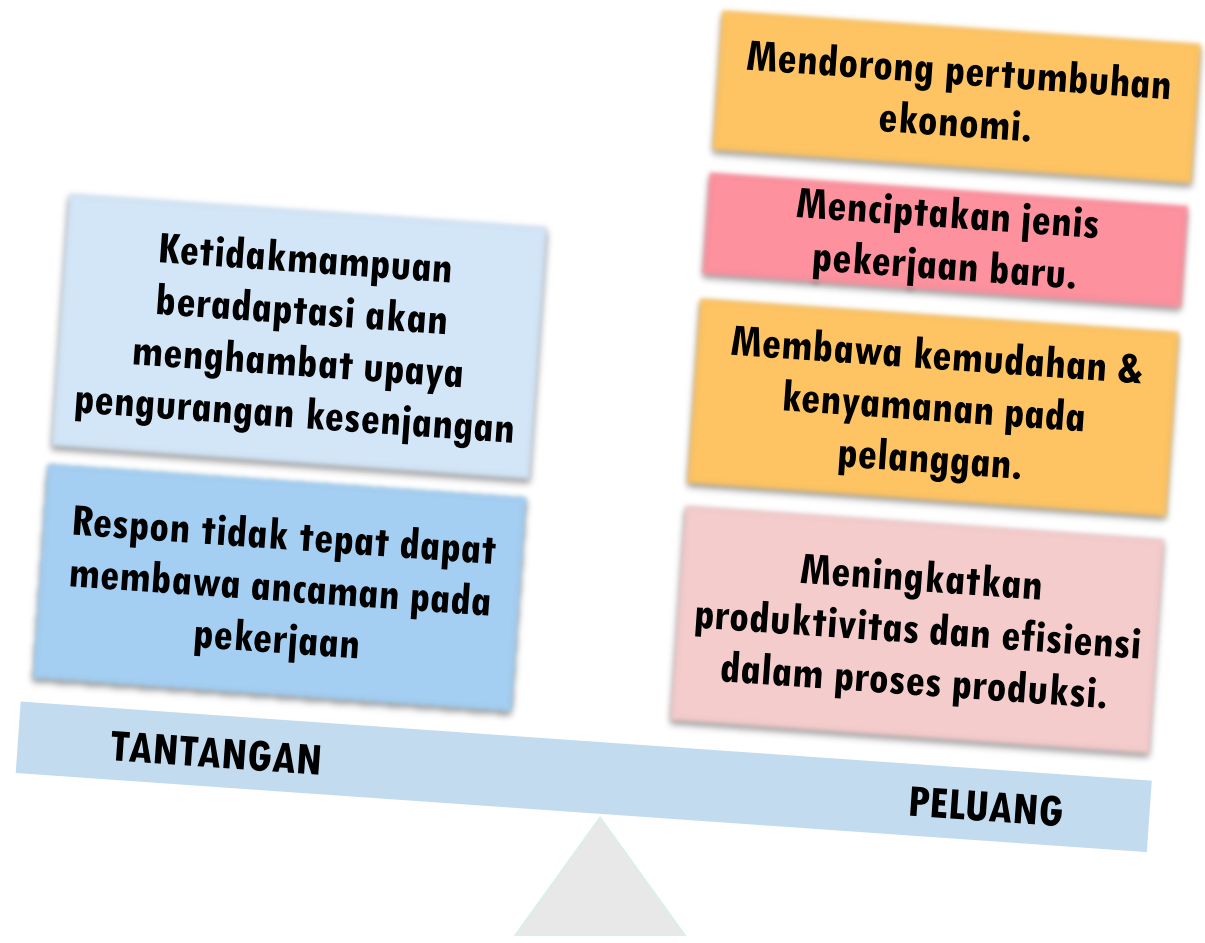 Ketidakmampuan
beradaptasi akan
menghambat upaya
pengurangan kesenjangan
Respon tidak tepat dapat
membawa ancaman pada
pekerjaan
TANTANGAN
Mendorong pertumbuhan
ekonomi.
Menciptakan jenis
pekerjaan baru.
Membawa kemudahan &
kenyamanan pada
pelanggan.
Meningkatkan
produktivitas dan efisiensi
dalam proses produksi.
PELUANG